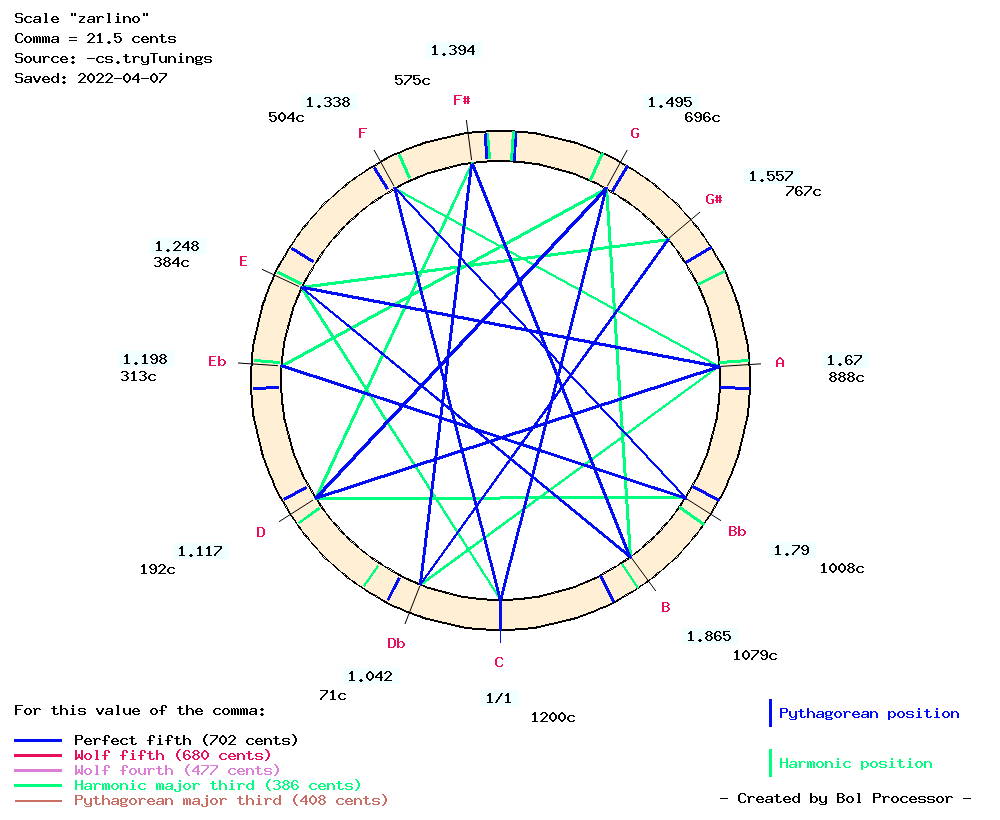 Scale "zarlino"
Comma = 21.5 cents
Source: -cs.tryTunings
Saved: 2022-04-07
1.394
575c
F#
1.338
504c
F
1.495
696c
G
1.557
767c
G#
1.248
384c
E
1.198
313c
Eb
1.67
888c
A
1.117
192c
D
Bb
1.79
1008c
B
1.865
1079c
Db
1.042
71c
C
1/1
1200c
For this value of the comma:
Perfect fifth (702 cents)
Wolf fifth (680 cents)
Wolf fourth (477 cents)
Harmonic major third (386 cents)
Pythagorean major third (408 cents)
Pythagorean position
Harmonic position
- Created by Bol Processor -